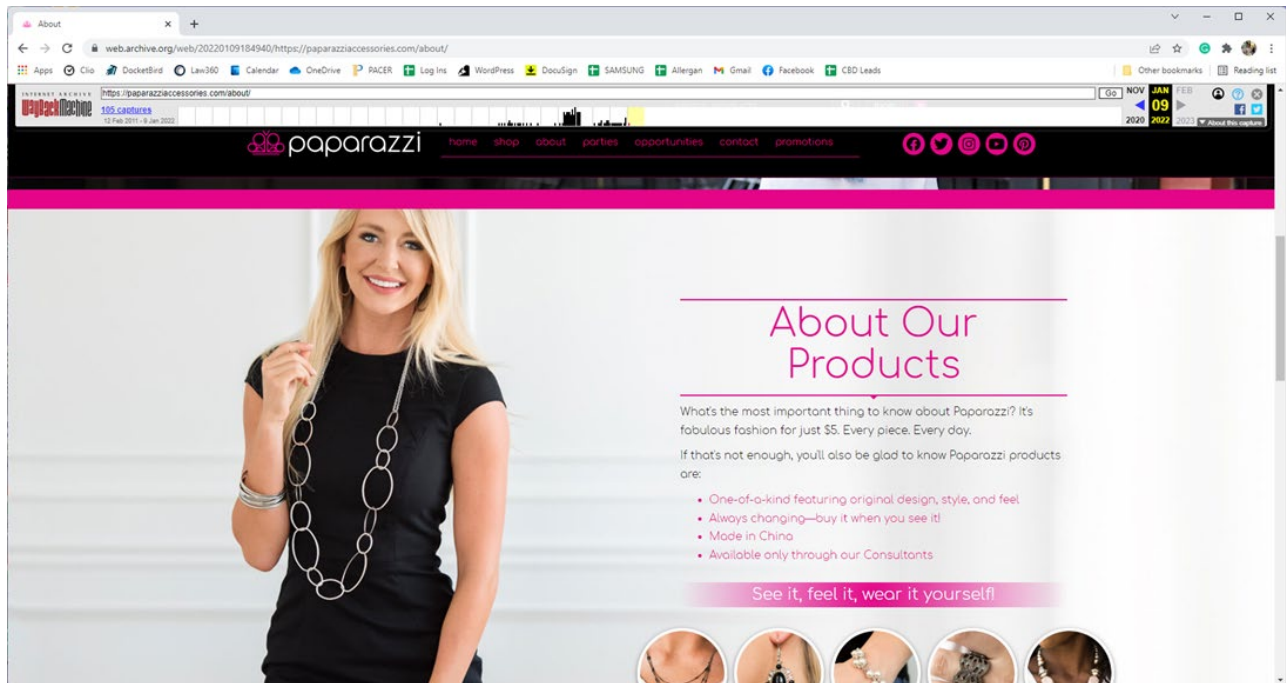 About
web.archive.org/web/20220109184940/https://paparazziaccessories.com/about/
Apps Clio DocketBird Law360 Calendar OneDrive PACER Log Ins WordPress DocuSign SAMSUNG Allergan Gmail Facebook CBD Leads Other bookmarks Reading list
INTERNET ARCHIVE
WayBackMachine
https://paparazziaccessories.com/about/
Go
105 captures
12 Feb 2011 - 9 Jan 2022
NOV JAN FEB
09
2020 2022 2023
About this capture
paparazzi
home shop about parties opportunities contact promotions
About Our
Products
What's the most important thing to know about Paparazzi? It's
fabulous fashion for just $5. Every piece. Every day.
If that's not enough, you'll also be glad to know Paparazzi products
are:
• One-of-a-kind featuring original design, style, and feel
• Always changing—buy it when you see it!
• Made in China
• Available only through our Consultants
See it, feel it, wear it yourself!